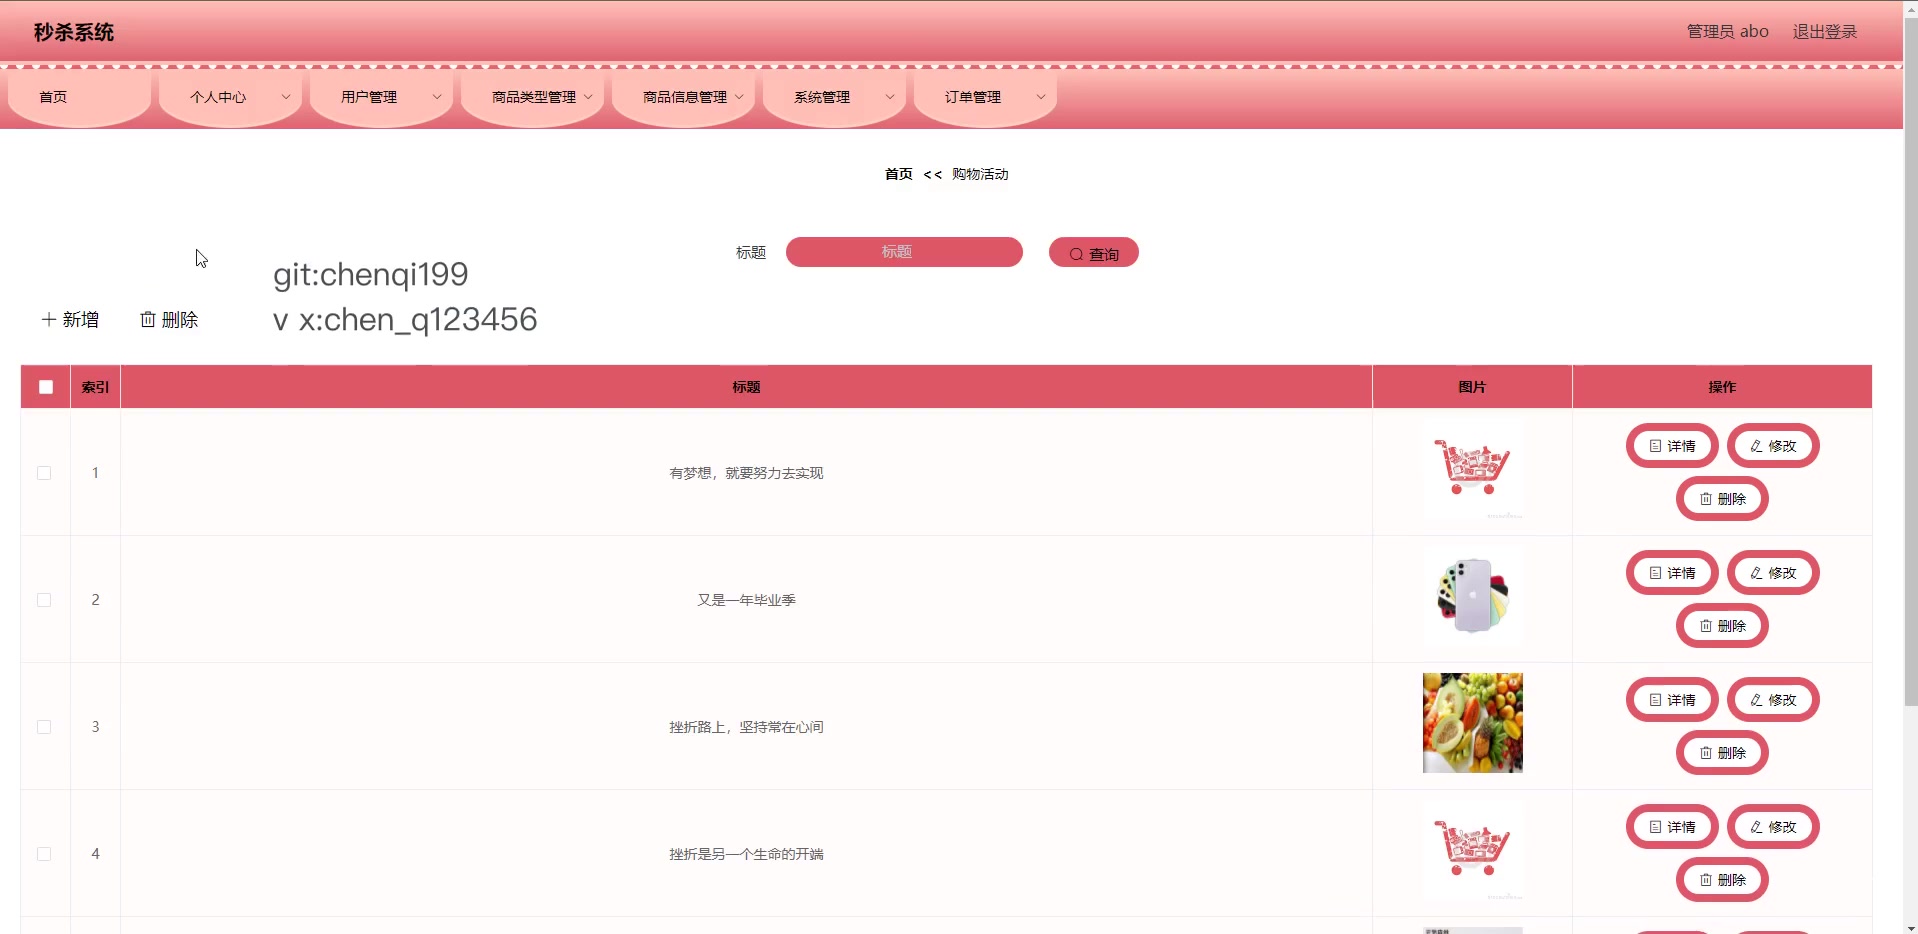 秒杀系统
管理员 abo 退出登录
首页 个人中心 用户管理 商品类型管理 商品信息管理 系统管理 订单管理
首页 << 购物活动
标题 标题 查询
git:chenqi199
新增 删除 v x:chen_q123456
索引 标题 图片 操作
1 有梦想，就要努力去实现 详情 修改
删除
2 又是一年毕业季 详情 修改
删除
3 挫折路上，坚持常在心间 详情 修改
删除
4 挫折是另一个生命的开端 详情 修改
删除